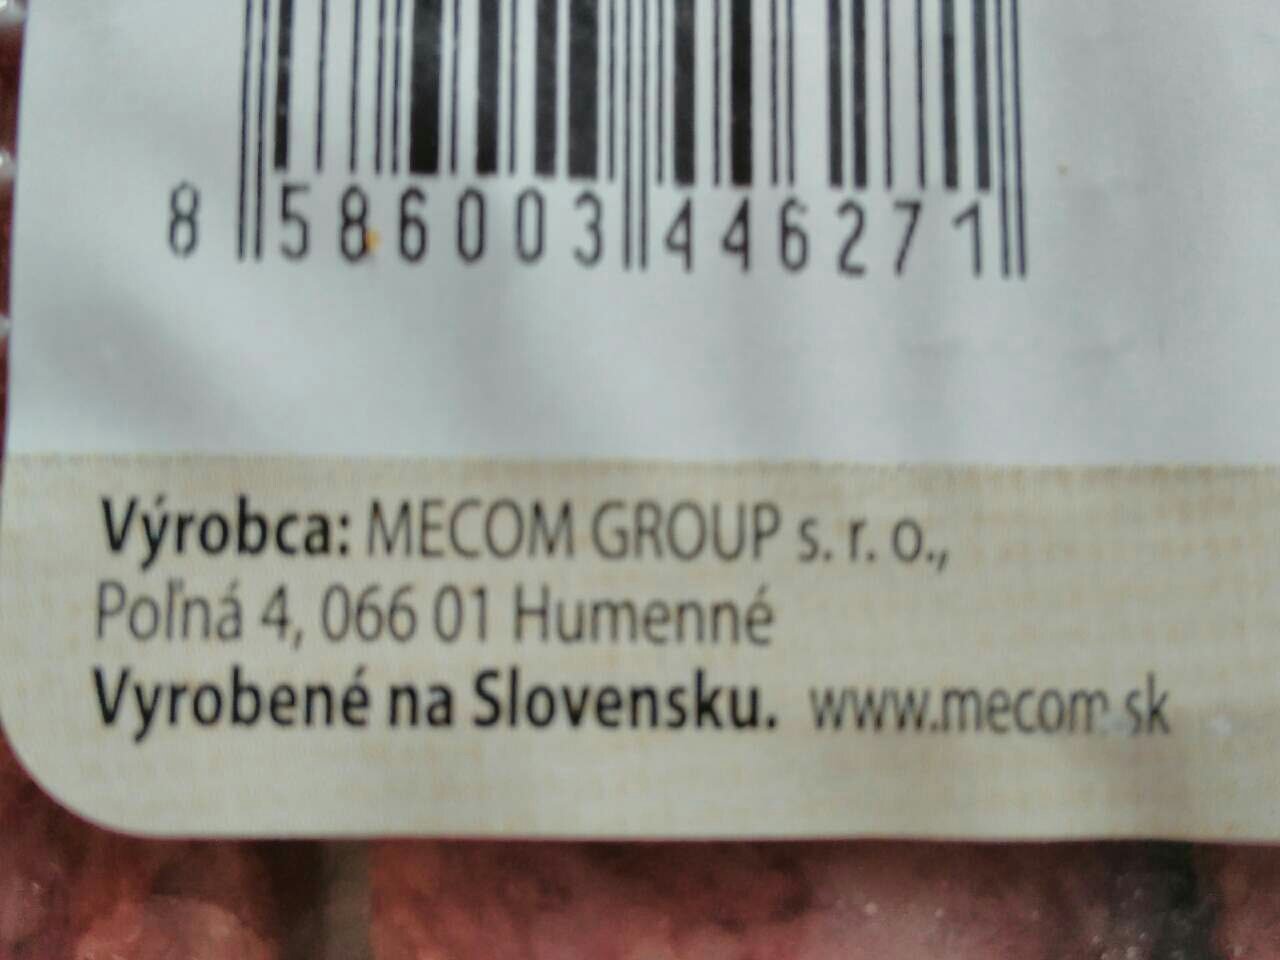 8 586003 446271
Výrobca: MECOM GROUP s. r. o.,
Poľná 4, 066 01 Humenné
Vyrobené na Slovensku. www.mecom.sk